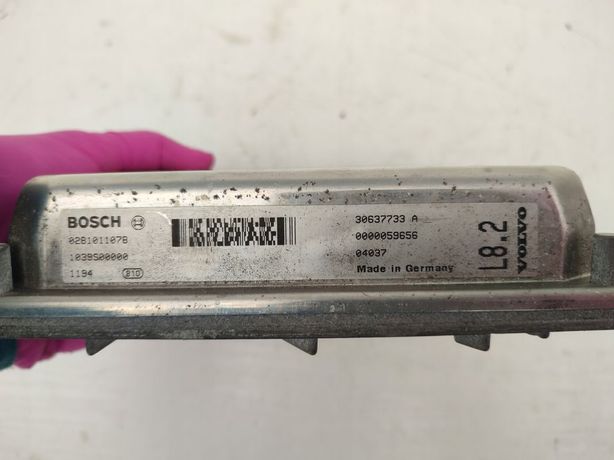 BOSCH
0281011078
1039S00000
1194 810
30637733 A
0000059656
04037
Made in Germany
L8.2
VOLVO